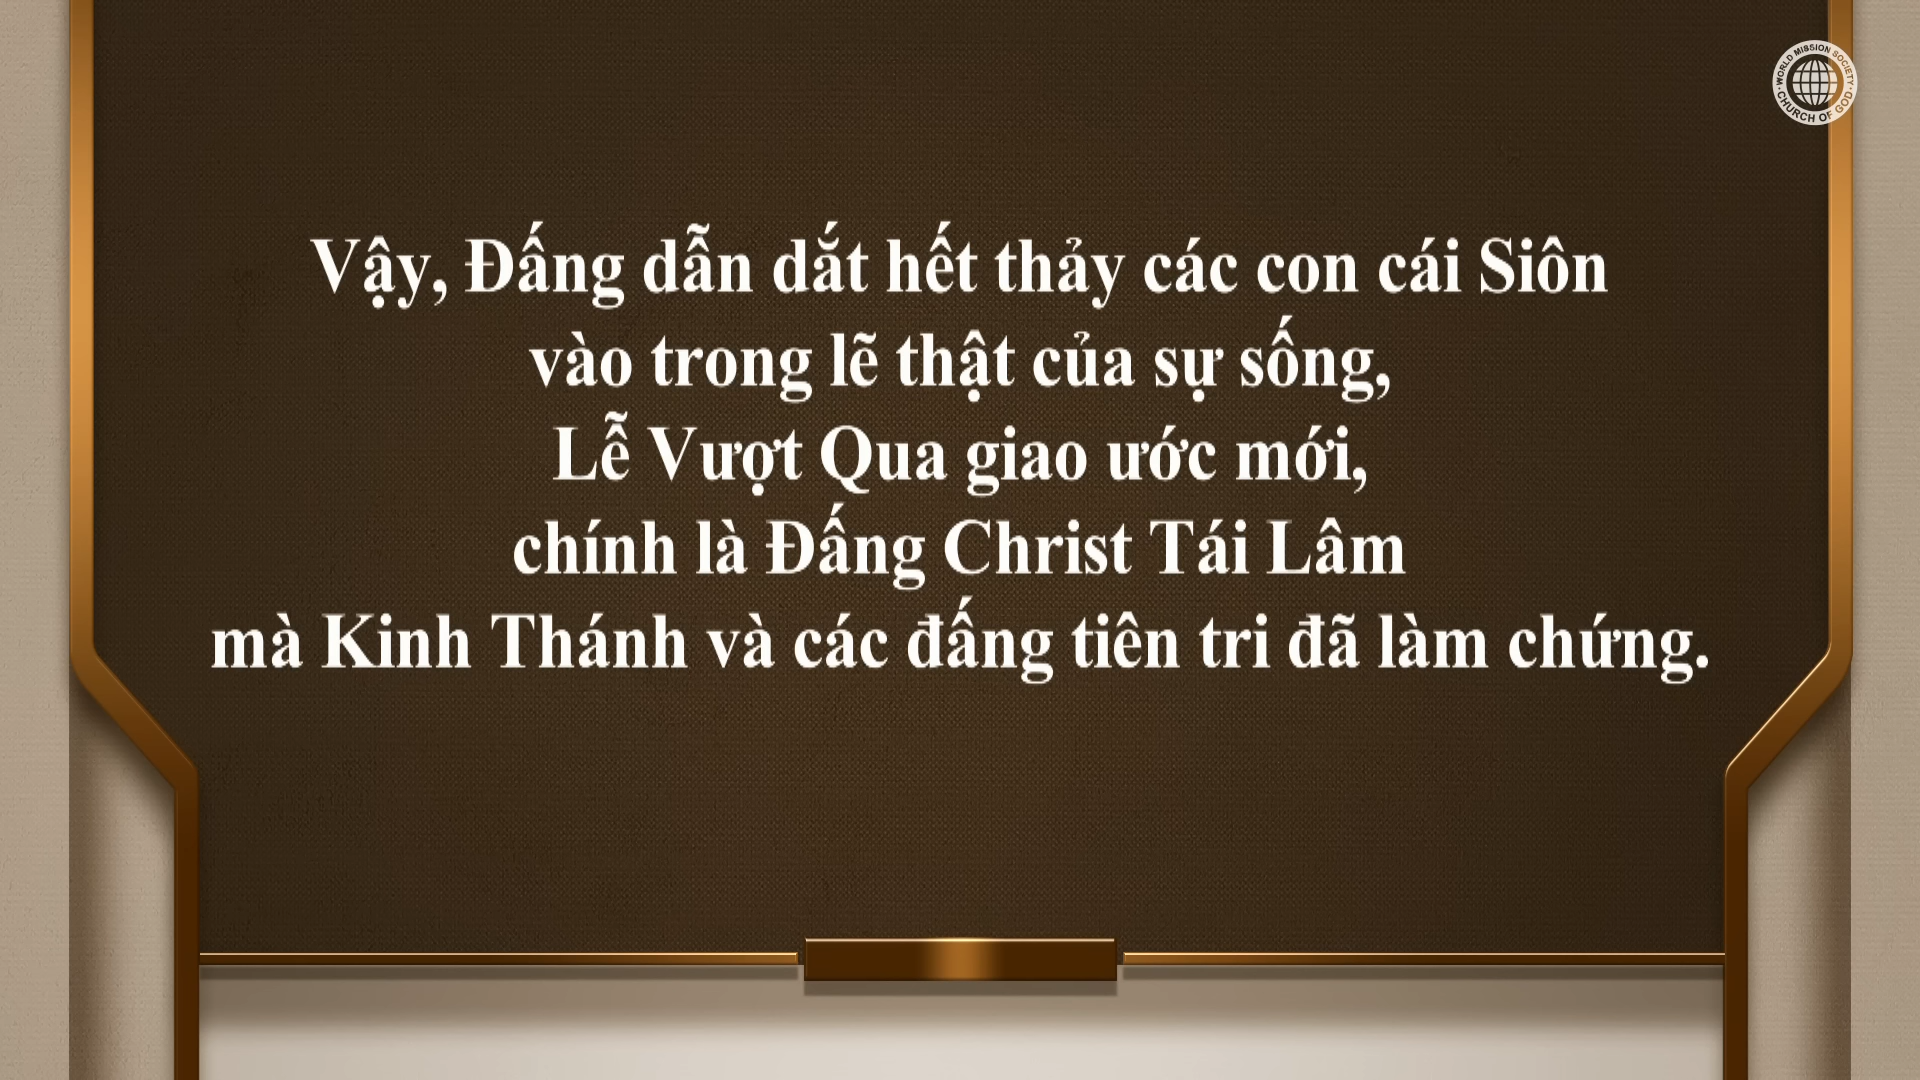 WORLD MISSION SOCIETY
CHURCH OF GOD
Vậy, Đấng dẫn dắt hết thảy các con cái Siôn
vào trong lẽ thật của sự sống,
Lễ Vượt Qua giao ước mới,
chính là Đấng Christ Tái Lâm
mà Kinh Thánh và các đấng tiên tri đã làm chứng.